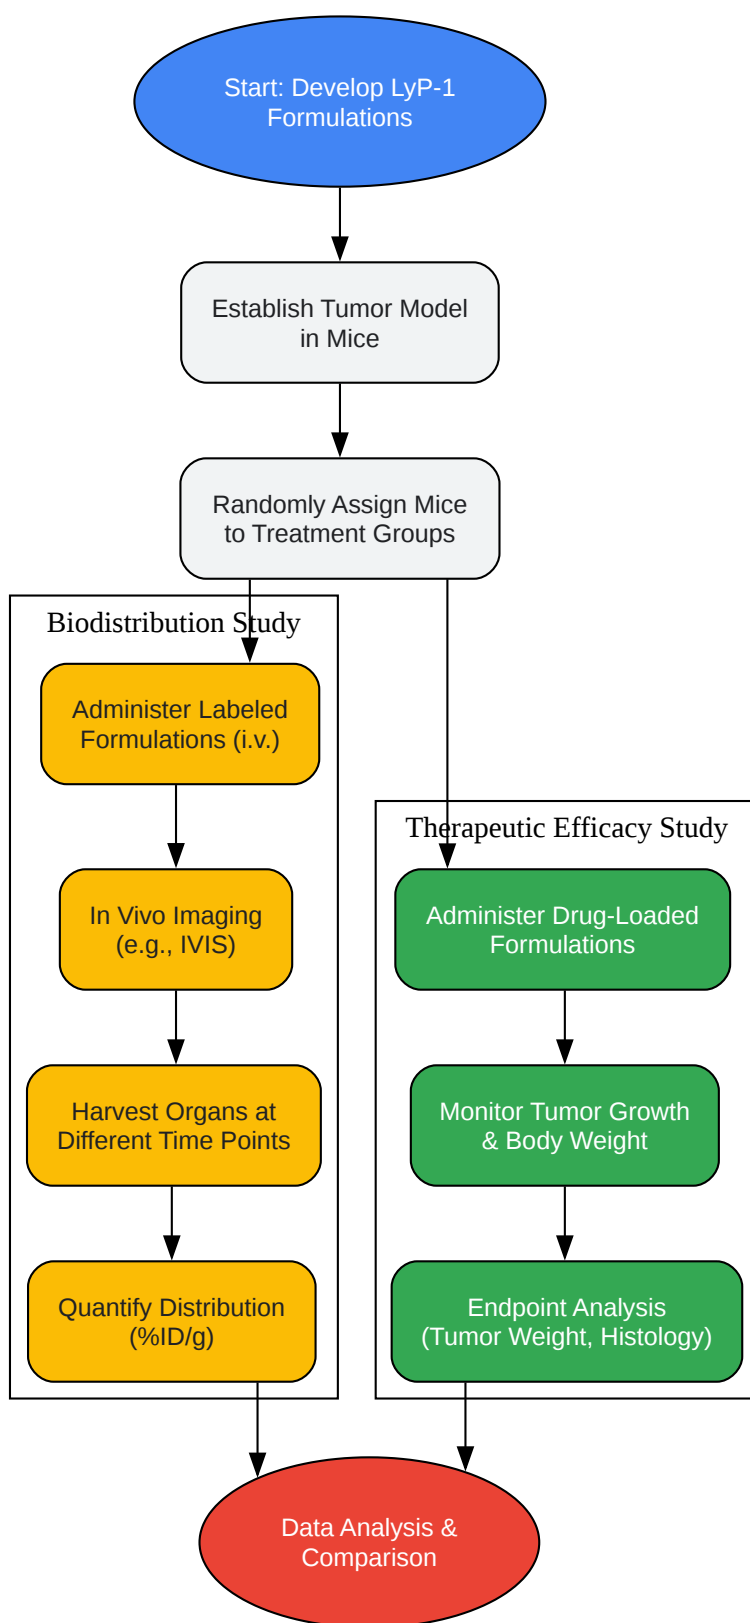 Start: Develop LyP-1
Formulations
Establish Tumor Model
in Mice
Randomly Assign Mice
to Treatment Groups
Biodistribution Study
Administer Labeled
Formulations (i.v.)
In Vivo Imaging
(e.g., IVIS)
Harvest Organs at
Different Time Points
Quantify Distribution
(%ID/g)
Therapeutic Efficacy Study
Administer Drug-Loaded
Formulations
Monitor Tumor Growth
& Body Weight
Endpoint Analysis
(Tumor Weight, Histology)
Data Analysis &
Comparison